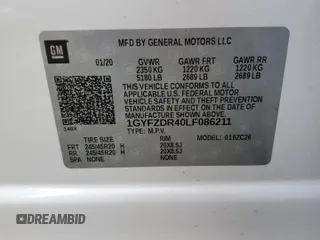 GM
MFD BY GENERAL MOTORS LLC
01/20 GVWR GAWR FRT GAWR RR
2350 KG 1220 KG 1220 KG
5180 LB 2689 LB 2689 LB
THIS VEHICLE CONFORMS TO ALL APPLICABLE
U.S. FEDERAL MOTOR VEHICLE SAFETY, BUMPER,
AND THEFT PREVENTION STANDARDS
IN EFFECT ON THE DATE OF
MANUFACTURE SHOWN ABOVE.
1GYFZDR40LF086211
TYPE: M.P.V.
TIRE SIZE RIM MODEL:
FRT 245/45R20 H 20X8.5J
RR 245/45R20 H 20X8.5J
SPA NONE NONE
© DREAMBID